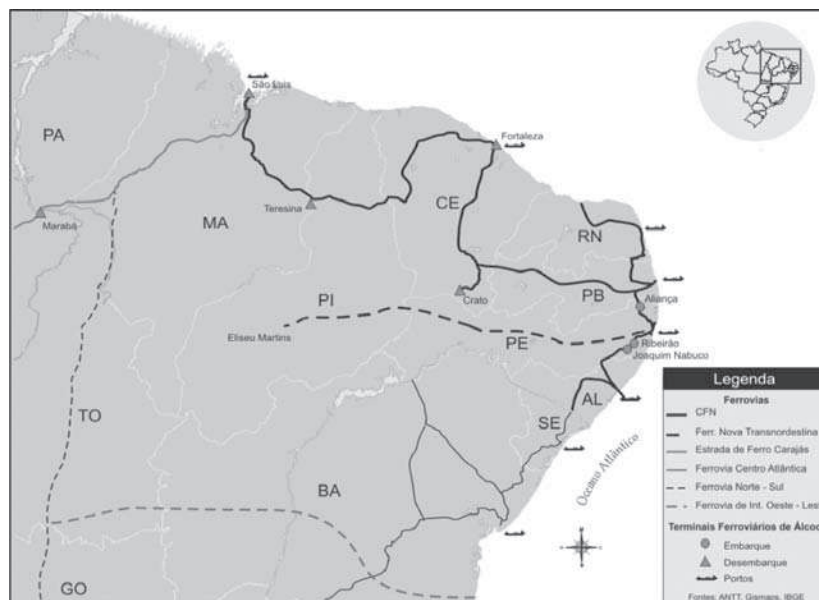 São Luís
Fortaleza
PA
CE
Teresina
MA
Marabá
RN
Crato
PB
Aliança
PI
Eliseu Martins
PE
Ribeirão
Joaquim Nabuco
AL
TO
SE
BA
Oceano Atlântico
GO
Legenda
Ferrovias
CFN
Ferr. Nova Transnordestina
Estrada de Ferro Carajás
Ferrovia Centro Atlântica
Ferrovia Norte - Sul
Ferrovia de Int. Oeste - Lest
Terminais Ferroviários de Álcoo
Embarque
Desembarque
Portos
Fontes: ANTT, Gismaps, IBGE